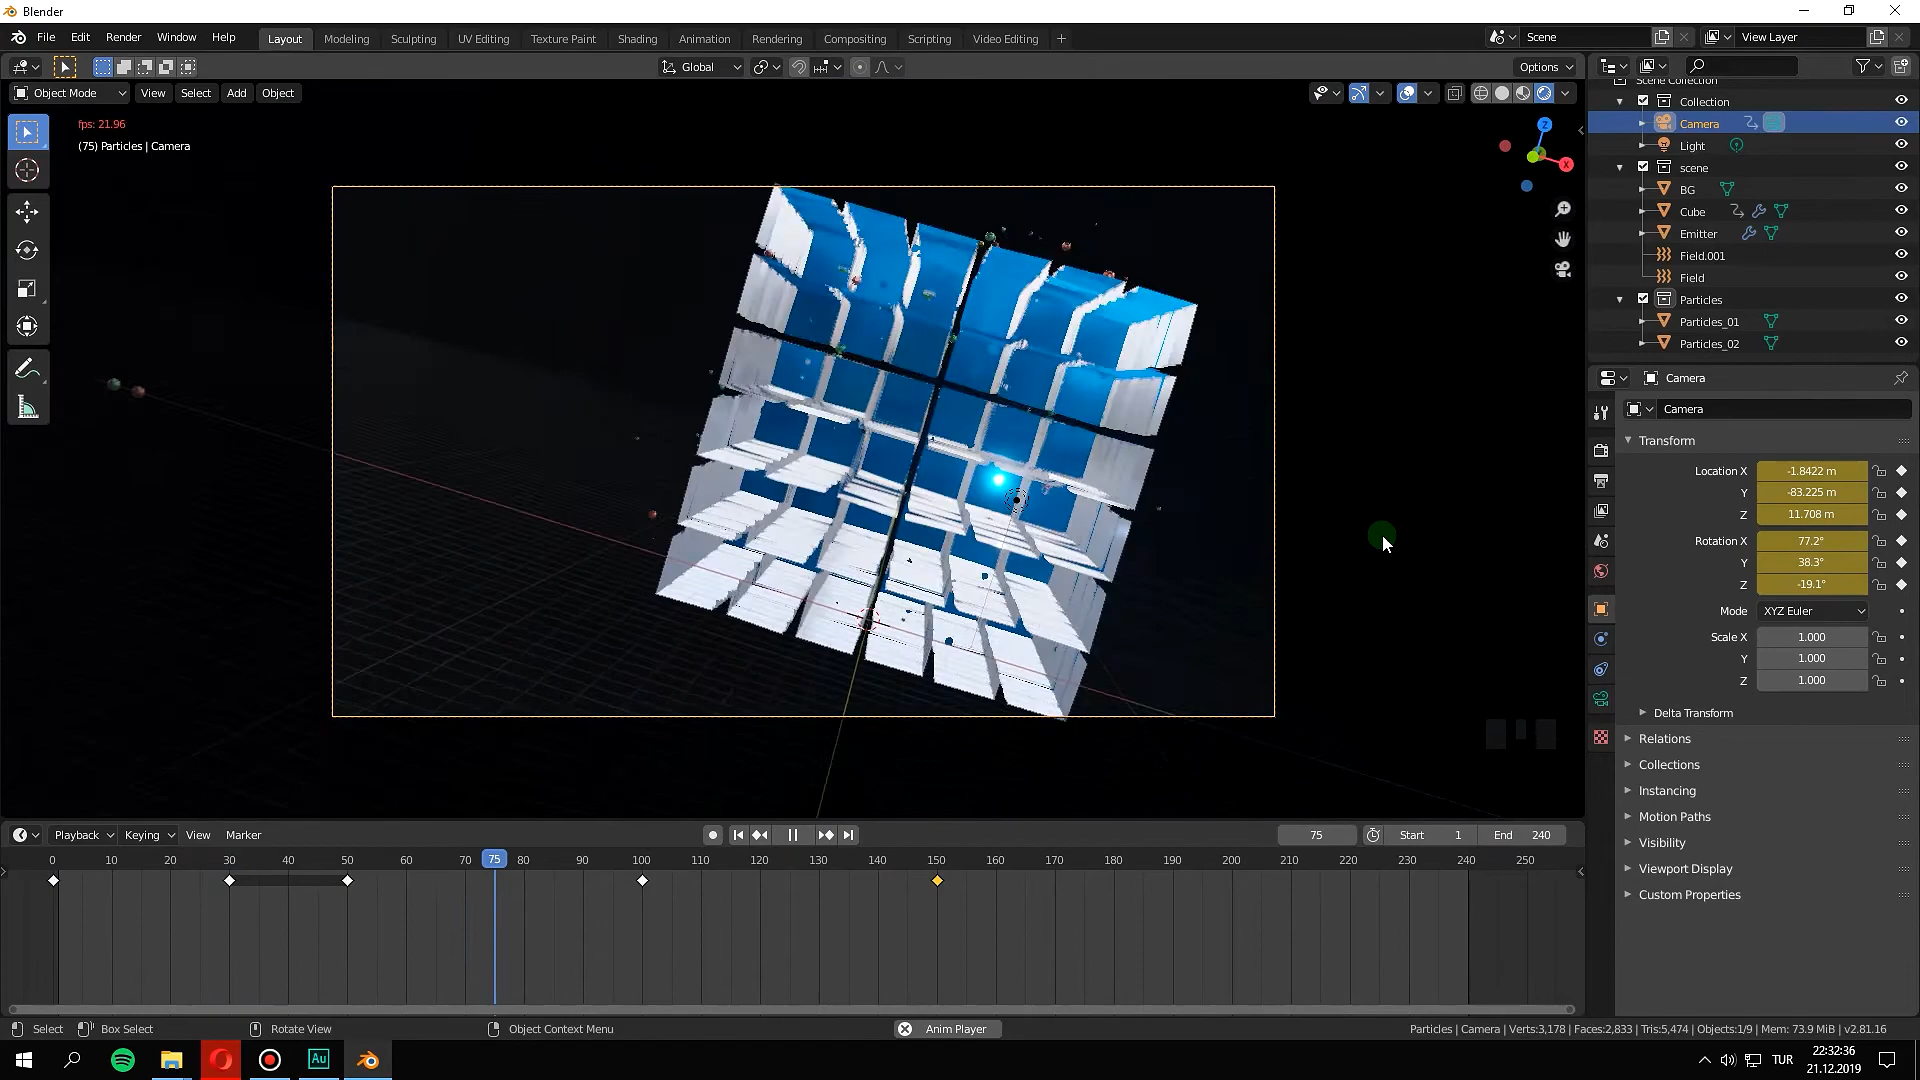 Blender
File Edit Render Window Help
Layout Modeling Sculpting UV Editing Texture Paint Shading Animation Rendering Compositing Scripting Video Editing
Scene
View Layer
Global
Options
Object Mode View Select Add Object
fps: 21.96
(75) Particles | Camera
Z
X
Scene Collection
Collection
Camera
Light
scene
BG
Cube
Emitter
Field.001
Field
Particles
Particles_01
Particles_02
Camera
Camera
Transform
Location X -1.8422 m
Y -83.225 m
Z 11.708 m
Rotation X 77.2°
Y 38.3°
Z -19.1°
Mode XYZ Euler
Scale X 1.000
Y 1.000
Z 1.000
Delta Transform
Relations
Collections
Instancing
Motion Paths
Visibility
Viewport Display
Custom Properties
Playback Keying View Marker
75 Start 1 End 240
0 10 20 30 40 50 60 70 75 80 90 100 110 120 130 140 150 160 170 180 190 200 210 220 230 240 250
Select Box Select Rotate View Object Context Menu Anim Player
Particles | Camera | Verts:3,178 | Faces:2,833 | Tris:5,474 | Objects:1/9 | Mem: 73.9 MiB | v2.81.16
Au
TUR
22:32:36
21.12.2019